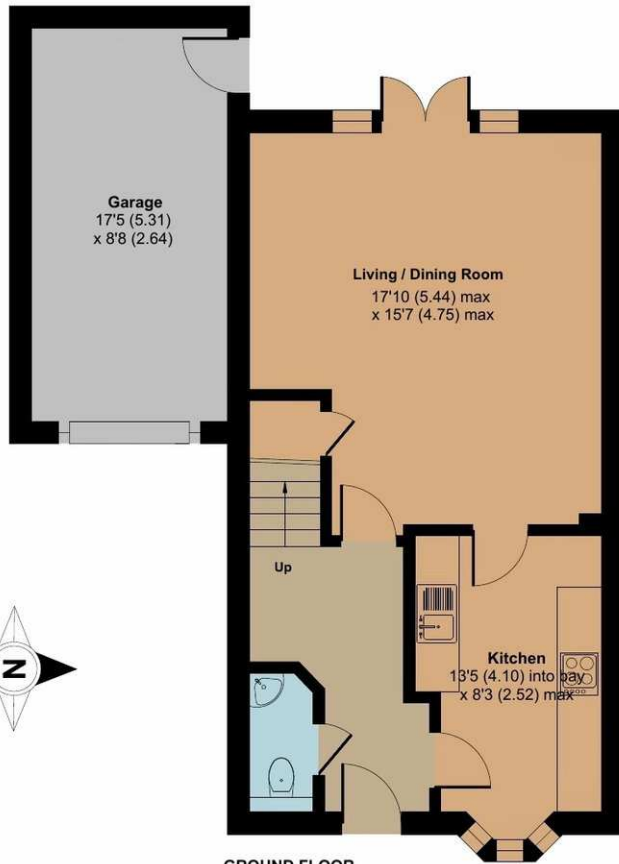 Garage
17'5 (5.31)
x 8'8 (2.64)
Living / Dining Room
17'10 (5.44) max
x 15'7 (4.75) max
Up
Kitchen
13'5 (4.10) into bay
x 8'3 (2.52) max
N
GROUND FLOOR